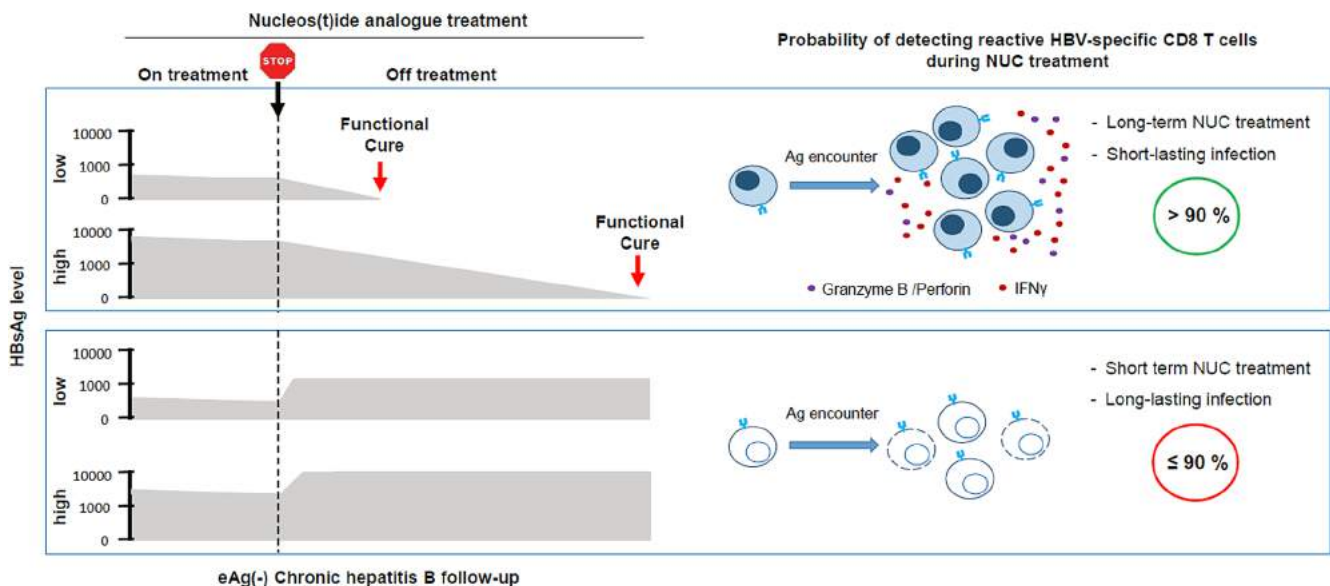 Nucleos(t)ide analogue treatment
Probability of detecting reactive HBV-specific CD8 T cells
during NUC treatment
STOP
On treatment
Off treatment
HBsAg level
low
10000
1000
0
Functional
Cure
high
10000
1000
0
Functional
Cure
Ag encounter
Granzyme B /Perforin
IFNγ
- Long-term NUC treatment
- Short-lasting infection
> 90 %
low
10000
1000
0
high
10000
1000
0
Ag encounter
- Short term NUC treatment
- Long-lasting infection
≤ 90 %
eAg(-) Chronic hepatitis B follow-up